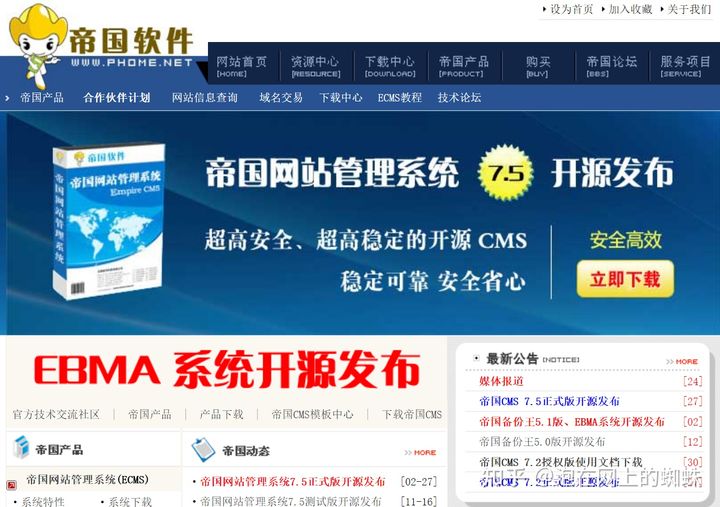 设为首页 加入收藏 关于我们
帝国软件
WWW.PHOME.NET
网站首页 资源中心 下载中心 帝国产品 购买 帝国论坛 服务项目
[HOME] [RESOURCE] [DOWNLOAD] [PRODUCT] [BUY] [BBS] [SERVICE]
帝国产品 合作伙伴计划 网站信息查询 域名交易 下载中心 ECMS教程 技术论坛
帝国软件
帝国网站管理系统
Empire CMS
帝国网站管理系统
帝国网站管理系统 7.5 开源发布
超高安全、超高稳定的开源 CMS
稳定可靠 安全省心
安全高效
立即下载
EBMA 系统开源发布
官方技术交流社区 | 帝国产品 | 产品下载 | 帝国CMS模板中心 | 下载帝国CMS
帝国产品
帝国网站管理系统(ECMS)
• 系统特性 • 系统下载
帝国动态 >> MORE
• 帝国网站管理系统7.5正式版开源发布 [02-27]
• 帝国网站管理系统7.5测试版开源发布 [11-16]
最新公告 [NOTICE] >> MORE
媒体报道 [24]
帝国CMS 7.5正式版开源发布 [27]
帝国备份王5.1版、EBMA系统开源发布 [02]
帝国备份王5.0版开源发布 [12]
帝国CMS 7.2授权版使用文档下载 [30]
帝国CMS 7.2正式版开源发布
知乎 @泡在网上的蜘蛛